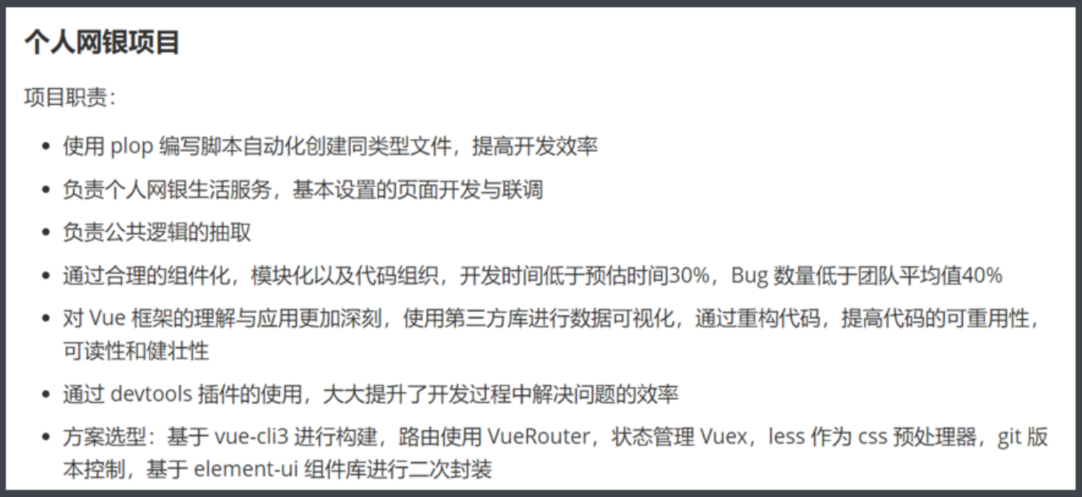 个人网银项目
项目职责：
• 使用 plop 编写脚本自动化创建同类型文件，提高开发效率
• 负责个人网银生活服务，基本设置的页面开发与联调
• 负责公共逻辑的抽取
• 通过合理的组件化，模块化以及代码组织，开发时间低于预估时间30%，Bug 数量低于团队平均值40%
• 对 Vue 框架的理解与应用更加深刻，使用第三方库进行数据可视化，通过重构代码，提高代码的可重用性，
可读性和健壮性
• 通过 devtools 插件的使用，大大提升了开发过程中解决问题的效率
• 方案选型：基于 vue-cli3 进行构建，路由使用 VueRouter，状态管理 Vuex，less 作为 css 预处理器，git 版
本控制，基于 element-ui 组件库进行二次封装